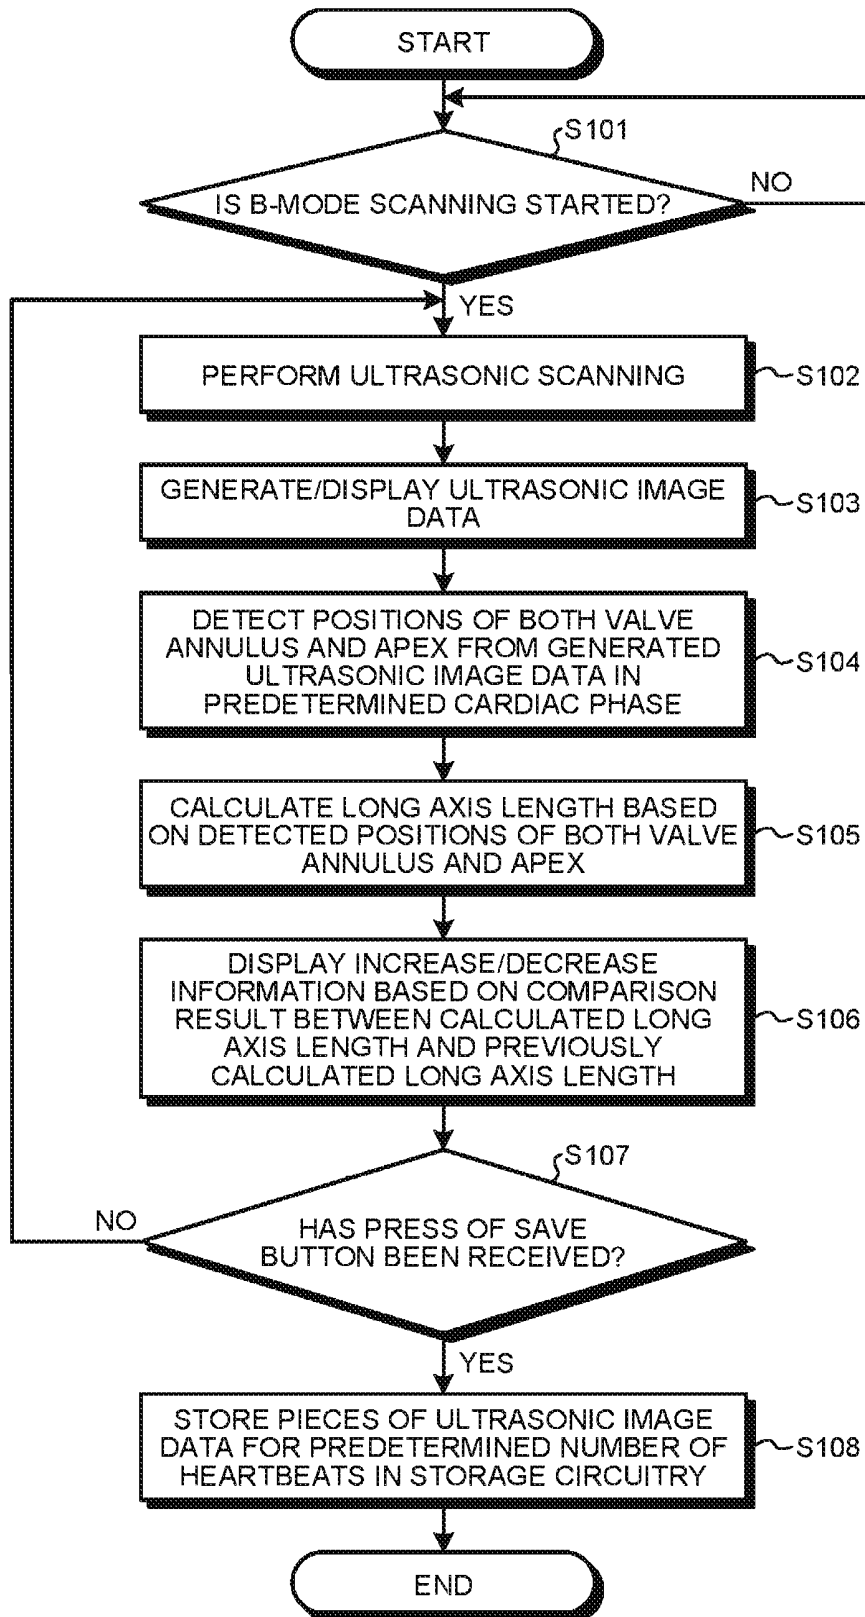 START
S101
IS B-MODE SCANNING STARTED?
NO
YES
PERFORM ULTRASONIC SCANNING
S102
GENERATE/DISPLAY ULTRASONIC IMAGE
DATA
S103
DETECT POSITIONS OF BOTH VALVE
ANNULUS AND APEX FROM GENERATED
ULTRASONIC IMAGE DATA IN
PREDETERMINED CARDIAC PHASE
S104
CALCULATE LONG AXIS LENGTH BASED
ON DETECTED POSITIONS OF BOTH VALVE
ANNULUS AND APEX
S105
DISPLAY INCREASE/DECREASE
INFORMATION BASED ON COMPARISON
RESULT BETWEEN CALCULATED LONG
AXIS LENGTH AND PREVIOUSLY
CALCULATED LONG AXIS LENGTH
S106
S107
NO
HAS PRESS OF SAVE
BUTTON BEEN RECEIVED?
YES
STORE PIECES OF ULTRASONIC IMAGE
DATA FOR PREDETERMINED NUMBER OF
HEARTBEATS IN STORAGE CIRCUITRY
S108
END